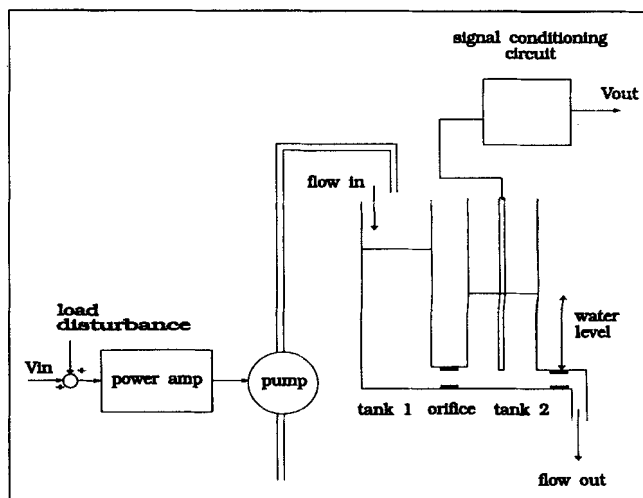 signal conditioning
circuit
Vout
flow in
load
disturbance
water
level
Vin
+
+
power amp
pump
tank 1
orifice
tank 2
flow out